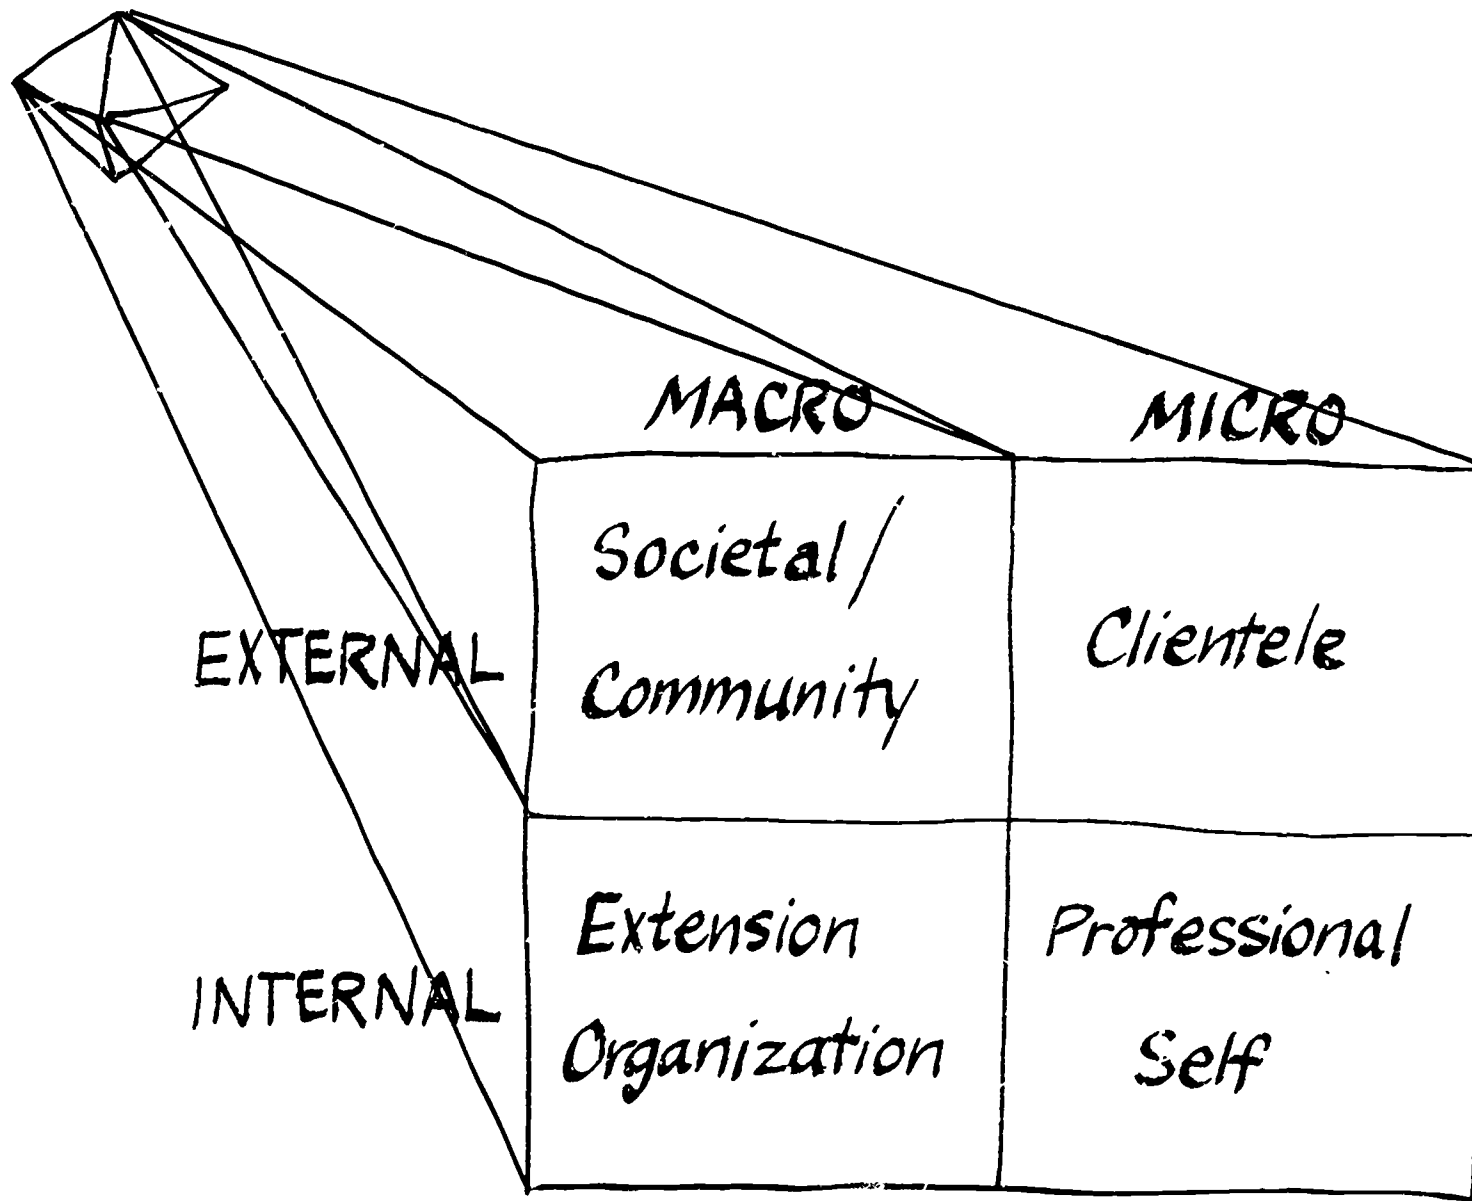 MACRO MICRO
EXTERNAL
Societal/
Community
Clientele
INTERNAL
Extension
Organization
Professional
Self